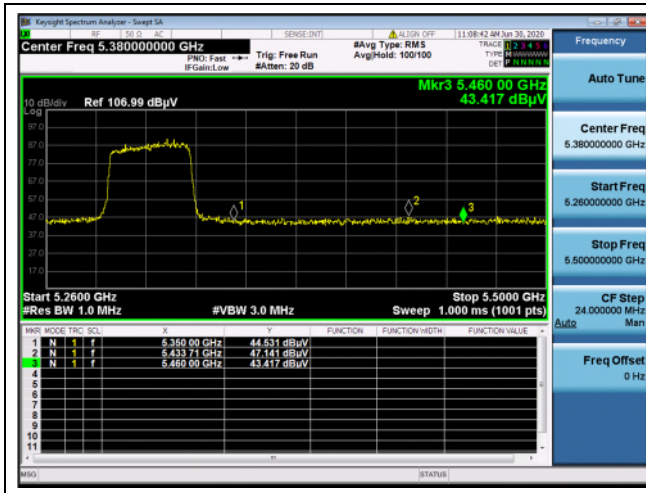 Keysight Spectrum Analyzer - Swept SA
RF 50 Ω AC SENSE:INT ALIGN OFF 11:08:42 AM Jun 30, 2020
Center Freq 5.380000000 GHz
PNO: Fast
IFGain:Low
Trig: Free Run
#Atten: 20 dB
#Avg Type: RMS
Avg|Hold: 100/100
TRACE 1 2 3 4 5 6
TYPE M
DET P N N N N N
Mkr3 5.460 00 GHz
43.417 dBµV
10 dB/div Ref 106.99 dBµV
Log
97.0
87.0
77.0
67.0
57.0
47.0
37.0
27.0
17.0
1
2
3
Start 5.2600 GHz Stop 5.5000 GHz
#Res BW 1.0 MHz #VBW 3.0 MHz Sweep 1.000 ms (1001 pts)
MKR MODE TRC SCL X Y FUNCTION FUNCTION WIDTH FUNCTION VALUE
1 N 1 f 5.350 00 GHz 44.531 dBµV
2 N 1 f 5.433 71 GHz 47.141 dBµV
3 N 1 f 5.460 00 GHz 43.417 dBµV
4
5
6
7
8
9
10
11
MSG STATUS
Frequency
Auto Tune
Center Freq
5.380000000 GHz
Start Freq
5.260000000 GHz
Stop Freq
5.500000000 GHz
CF Step
24.000000 MHz
Auto Man
Freq Offset
0 Hz